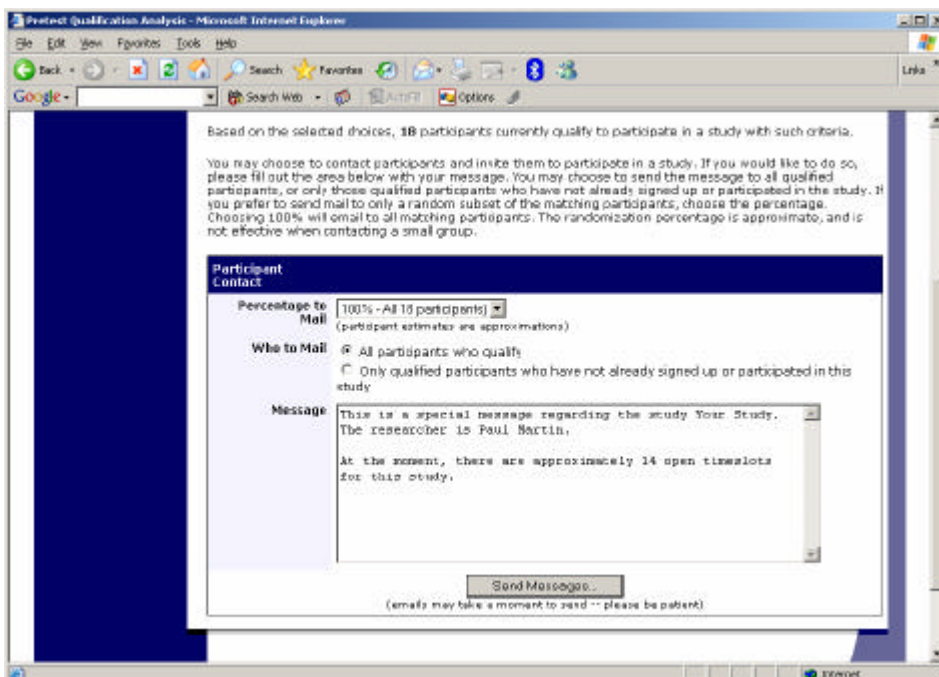 Pretest Qualification Analysis - Microsoft Internet Explorer
File Edit View Favorites Tools Help
Back Search Favorites Links
Google Search Web AutoFill Options
Based on the selected choices, 18 participants currently qualify to participate in a study with such criteria.
You may choose to contact participants and invite them to participate in a study. If you would like to do so,
please fill out the area below with your message. You may choose to send the message to all qualified
participants, or only those qualified participants who have not already signed up or participated in the study. If
you prefer to send mail to only a random subset of the matching participants, choose the percentage.
Choosing 100% will email to all matching participants. The randomization percentage is approximate, and is
not effective when contacting a small group.
Participant
Contact
Percentage to
Mail
100% - All 18 participants)
(participant estimates are approximations)
Who to Mail
All participants who qualify
Only qualified participants who have not already signed up or participated in this
study
Message
This is a special message regarding the study Your Study.
The researcher is Paul Martin.
At the moment, there are approximately 14 open timeslots
for this study.
Send Messages...
(emails may take a moment to send -- please be patient)
Internet